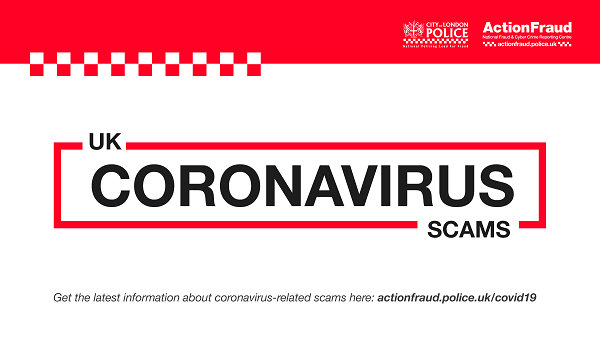 CITY OF LONDON
POLICE
National Policing Lead for Fraud
ActionFraud
National Fraud & Cyber Crime Reporting Centre
actionfraud.police.uk
UK
CORONAVIRUS
SCAMS
Get the latest information about coronavirus-related scams here: actionfraud.police.uk/covid19